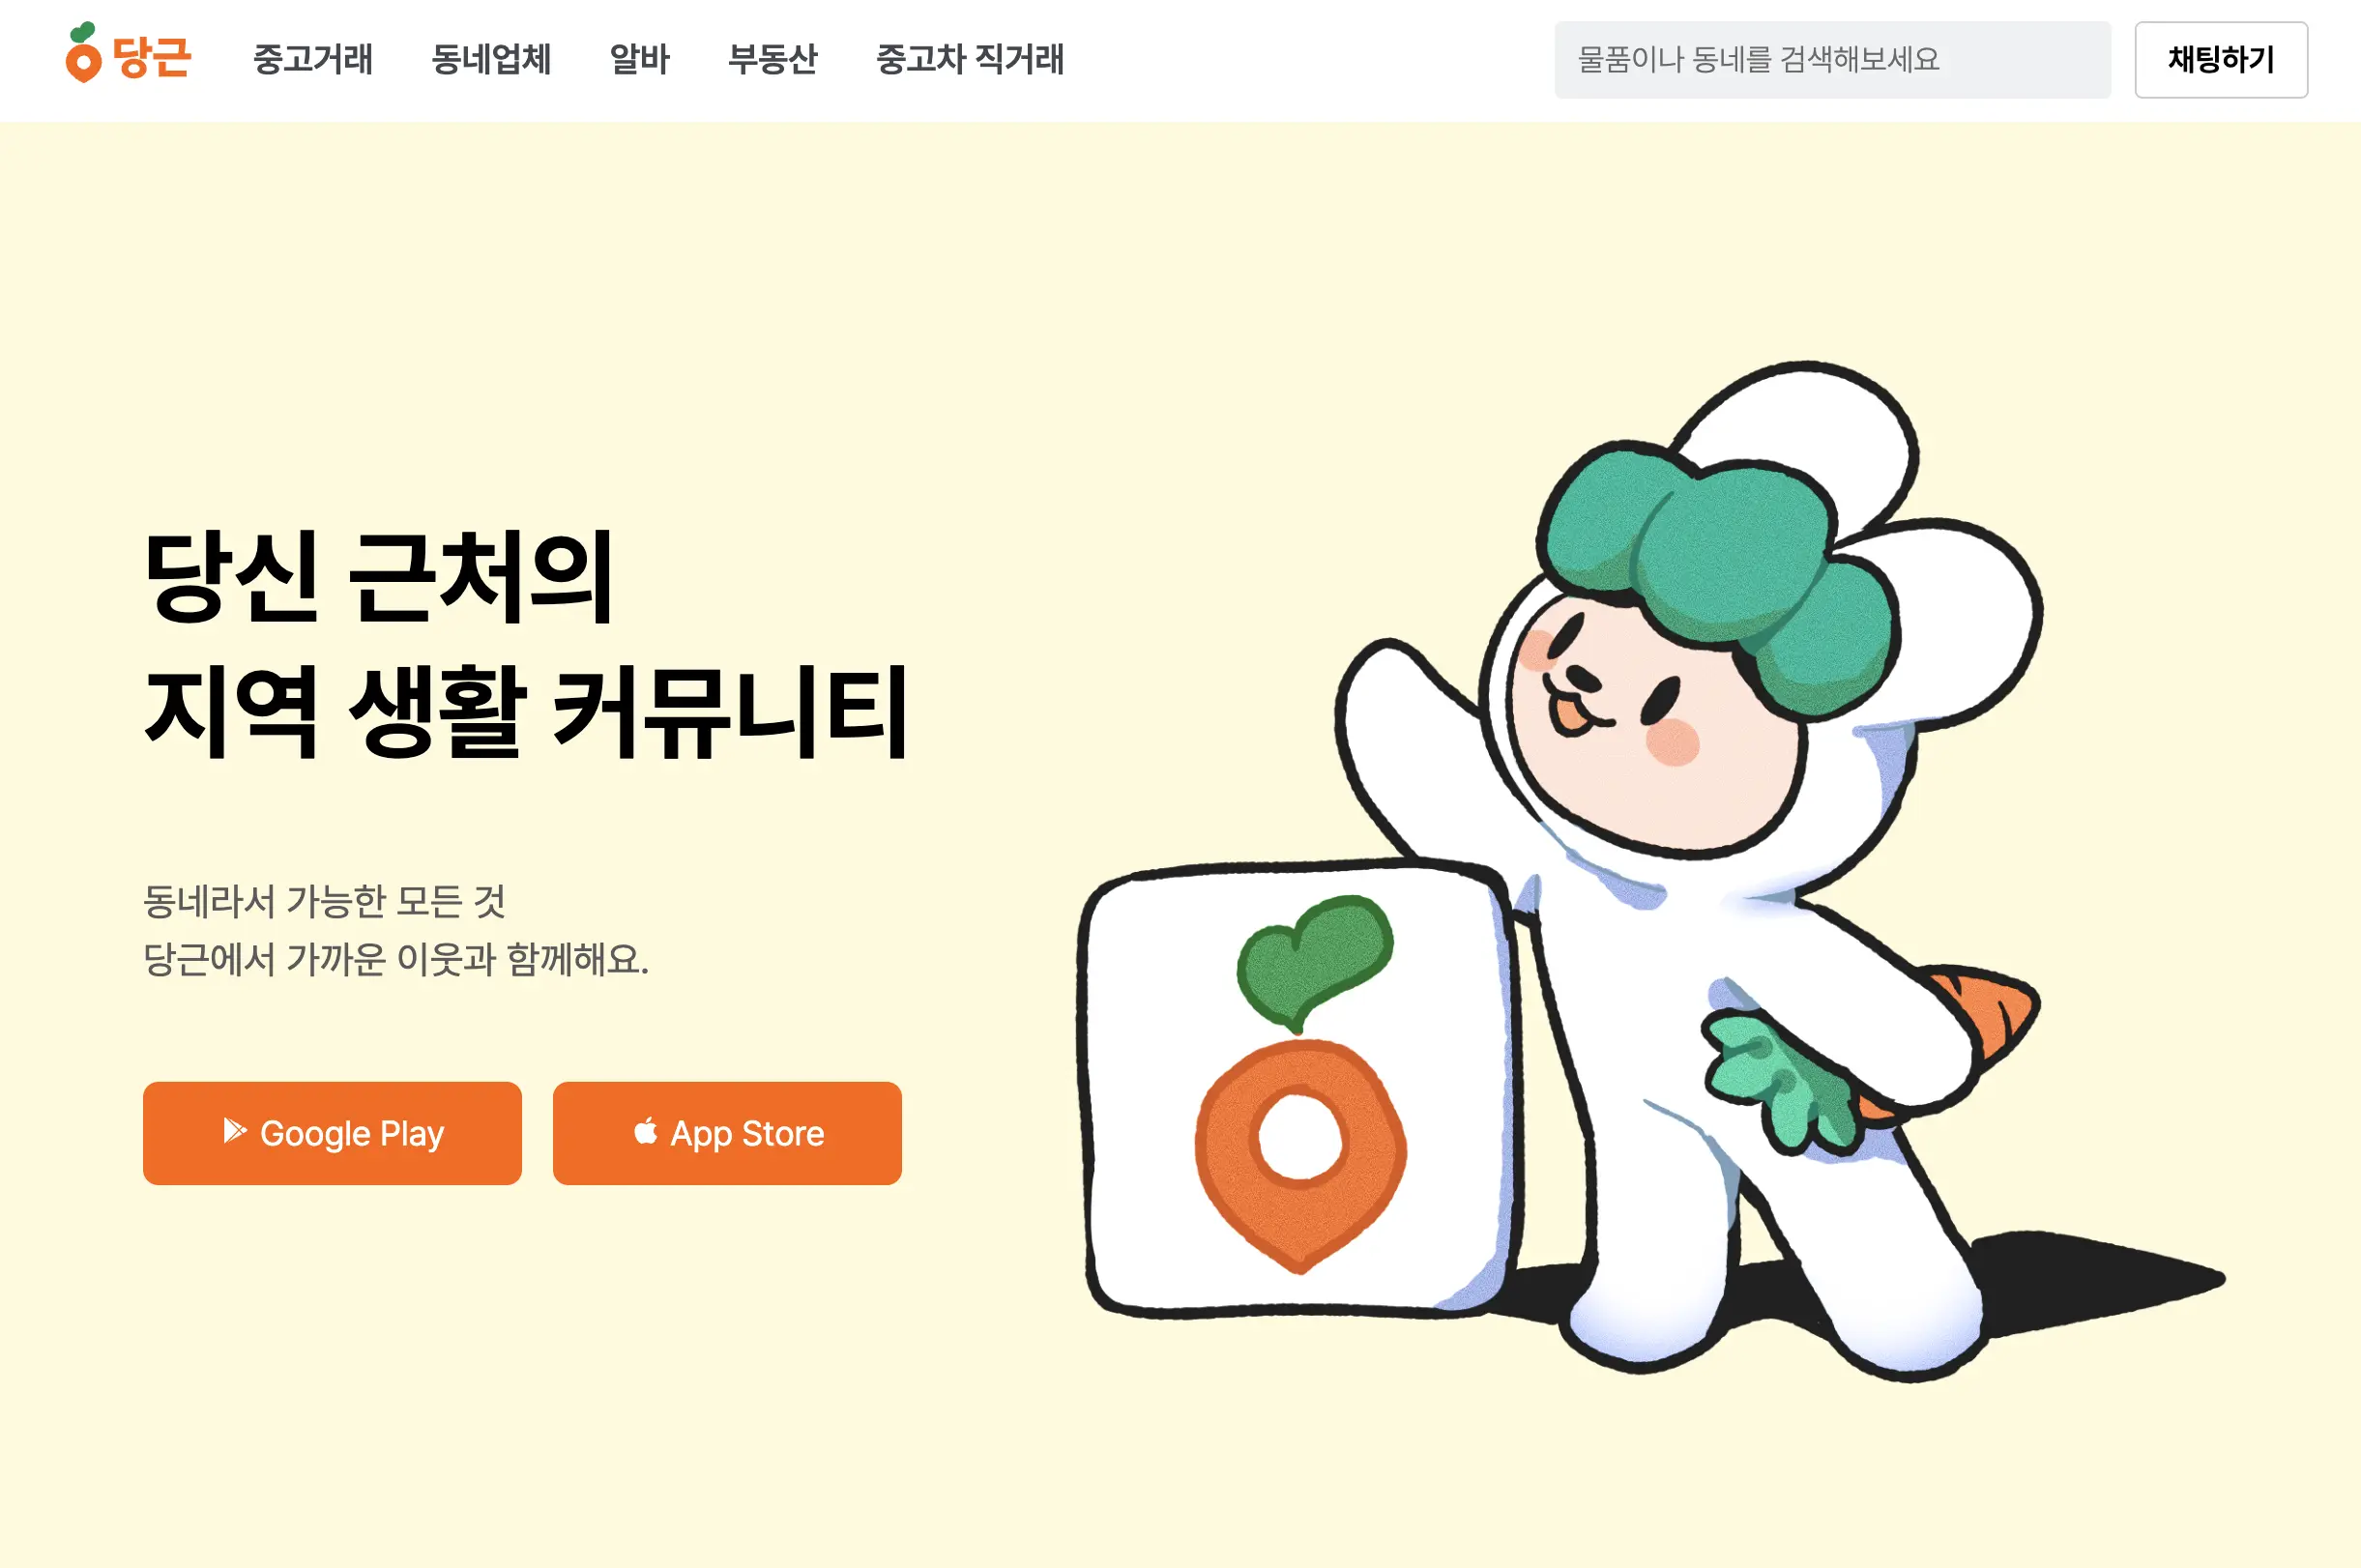 당근
중고거래
동네업체
알바
부동산
중고차 직거래
물품이나 동네를 검색해보세요
채팅하기
당신 근처의
지역 생활 커뮤니티
동네라서 가능한 모든 것
당근에서 가까운 이웃과 함께해요.
Google Play
App Store